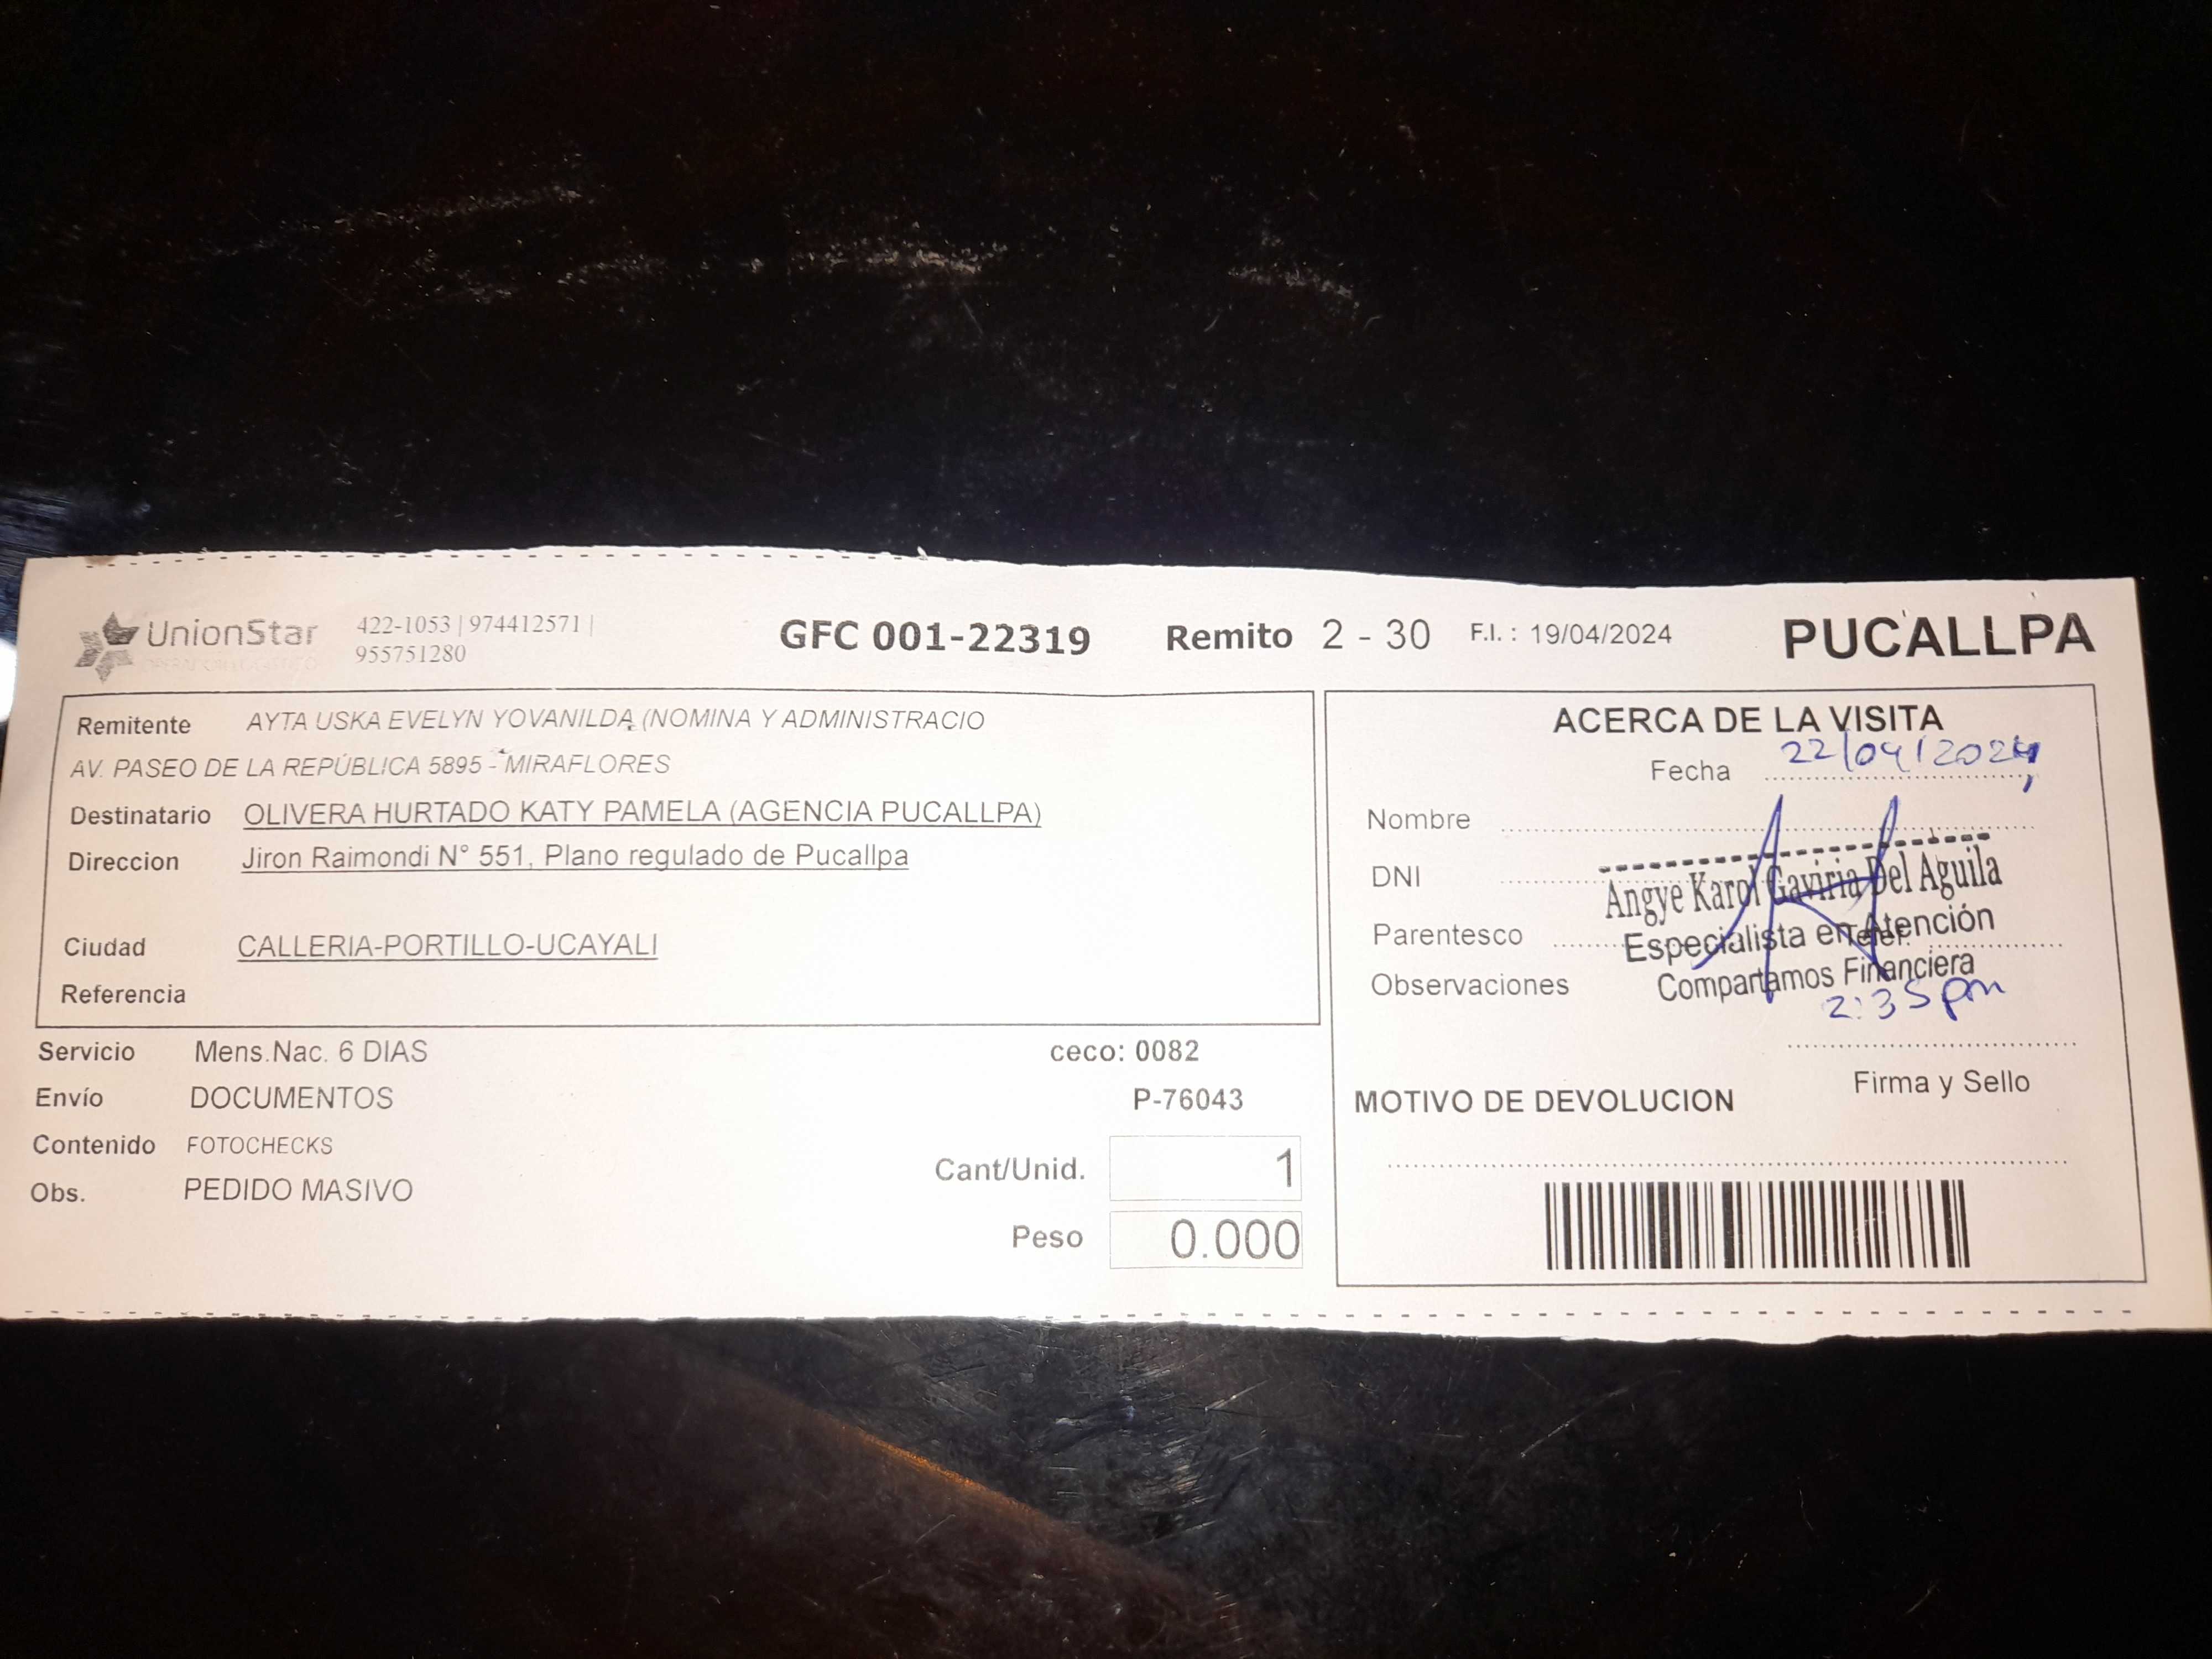 UnionStar
422-1053 | 974412571 |
955751280
GFC 001-22319
Remito 2 - 30
F.I. : 19/04/2024
PUCALLPA
Remitente AYTA USKA EVELYN YOVANILDA (NOMINA Y ADMINISTRACIO
AV. PASEO DE LA REPÚBLICA 5895 - MIRAFLORES
Destinatario OLIVERA HURTADO KATY PAMELA (AGENCIA PUCALLPA)
Direccion Jiron Raimondi N° 551, Plano regulado de Pucallpa
Ciudad CALLERIA-PORTILLO-UCAYALI
Referencia
Servicio Mens.Nac. 6 DIAS
ceco: 0082
Envío DOCUMENTOS
P-76043
Contenido FOTOCHECKS
Obs. PEDIDO MASIVO
Cant/Unid. 1
Peso 0.000
ACERCA DE LA VISITA
Fecha 22/04/2024
Nombre
DNI
Angye Karol Gaviria Del Aguila
Parentesco
Telef.
Especialista en Atención
Observaciones
Compartamos Financiera
2:35pm
Firma y Sello
MOTIVO DE DEVOLUCION